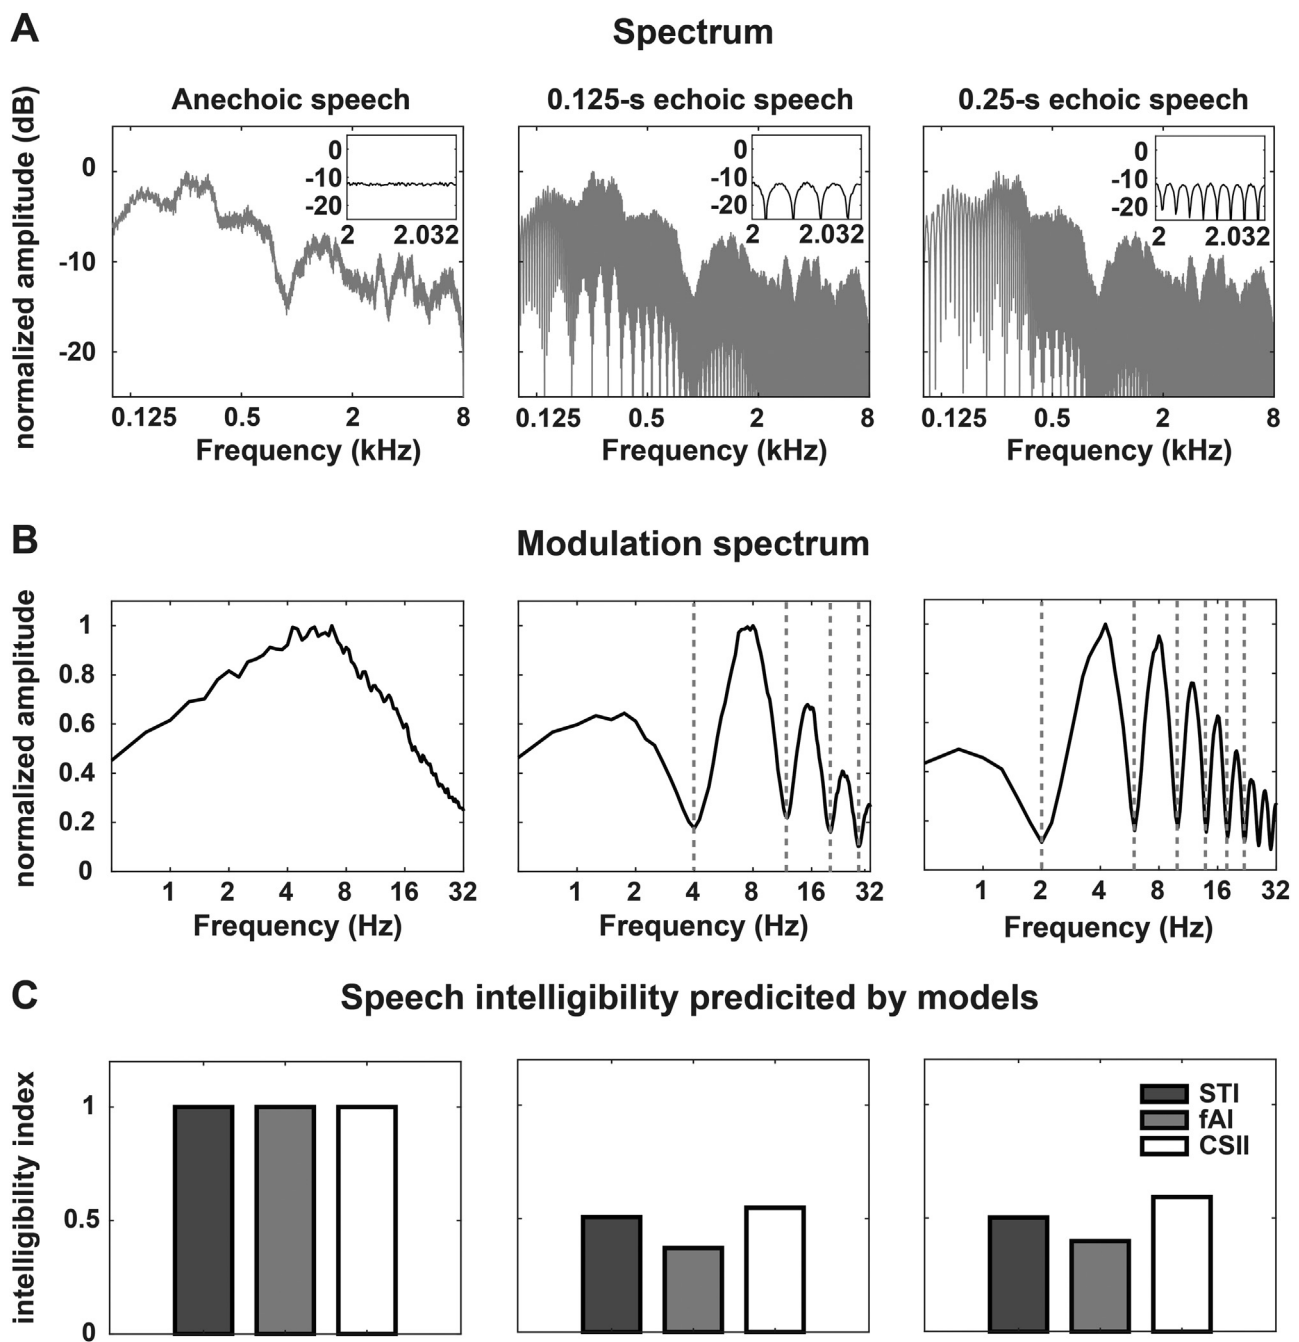 A
Spectrum
Anechoic speech
0.125-s echoic speech
0.25-s echoic speech
normalized amplitude (dB)
0
-10
-20
0
-10
-20
2
2.032
0.125
0.5
2
8
Frequency (kHz)
0
-10
-20
2
2.032
0.125
0.5
2
8
Frequency (kHz)
0
-10
-20
2
2.032
0.125
0.5
2
8
Frequency (kHz)
B
Modulation spectrum
normalized amplitude
1
0.8
0.6
0.4
0.2
0
1
2
4
8
16
32
Frequency (Hz)
1
2
4
8
16
32
Frequency (Hz)
1
2
4
8
16
32
Frequency (Hz)
C
Speech intelligibility predicited by models
intelligibility index
1
0.5
0
STI
fAI
CSII